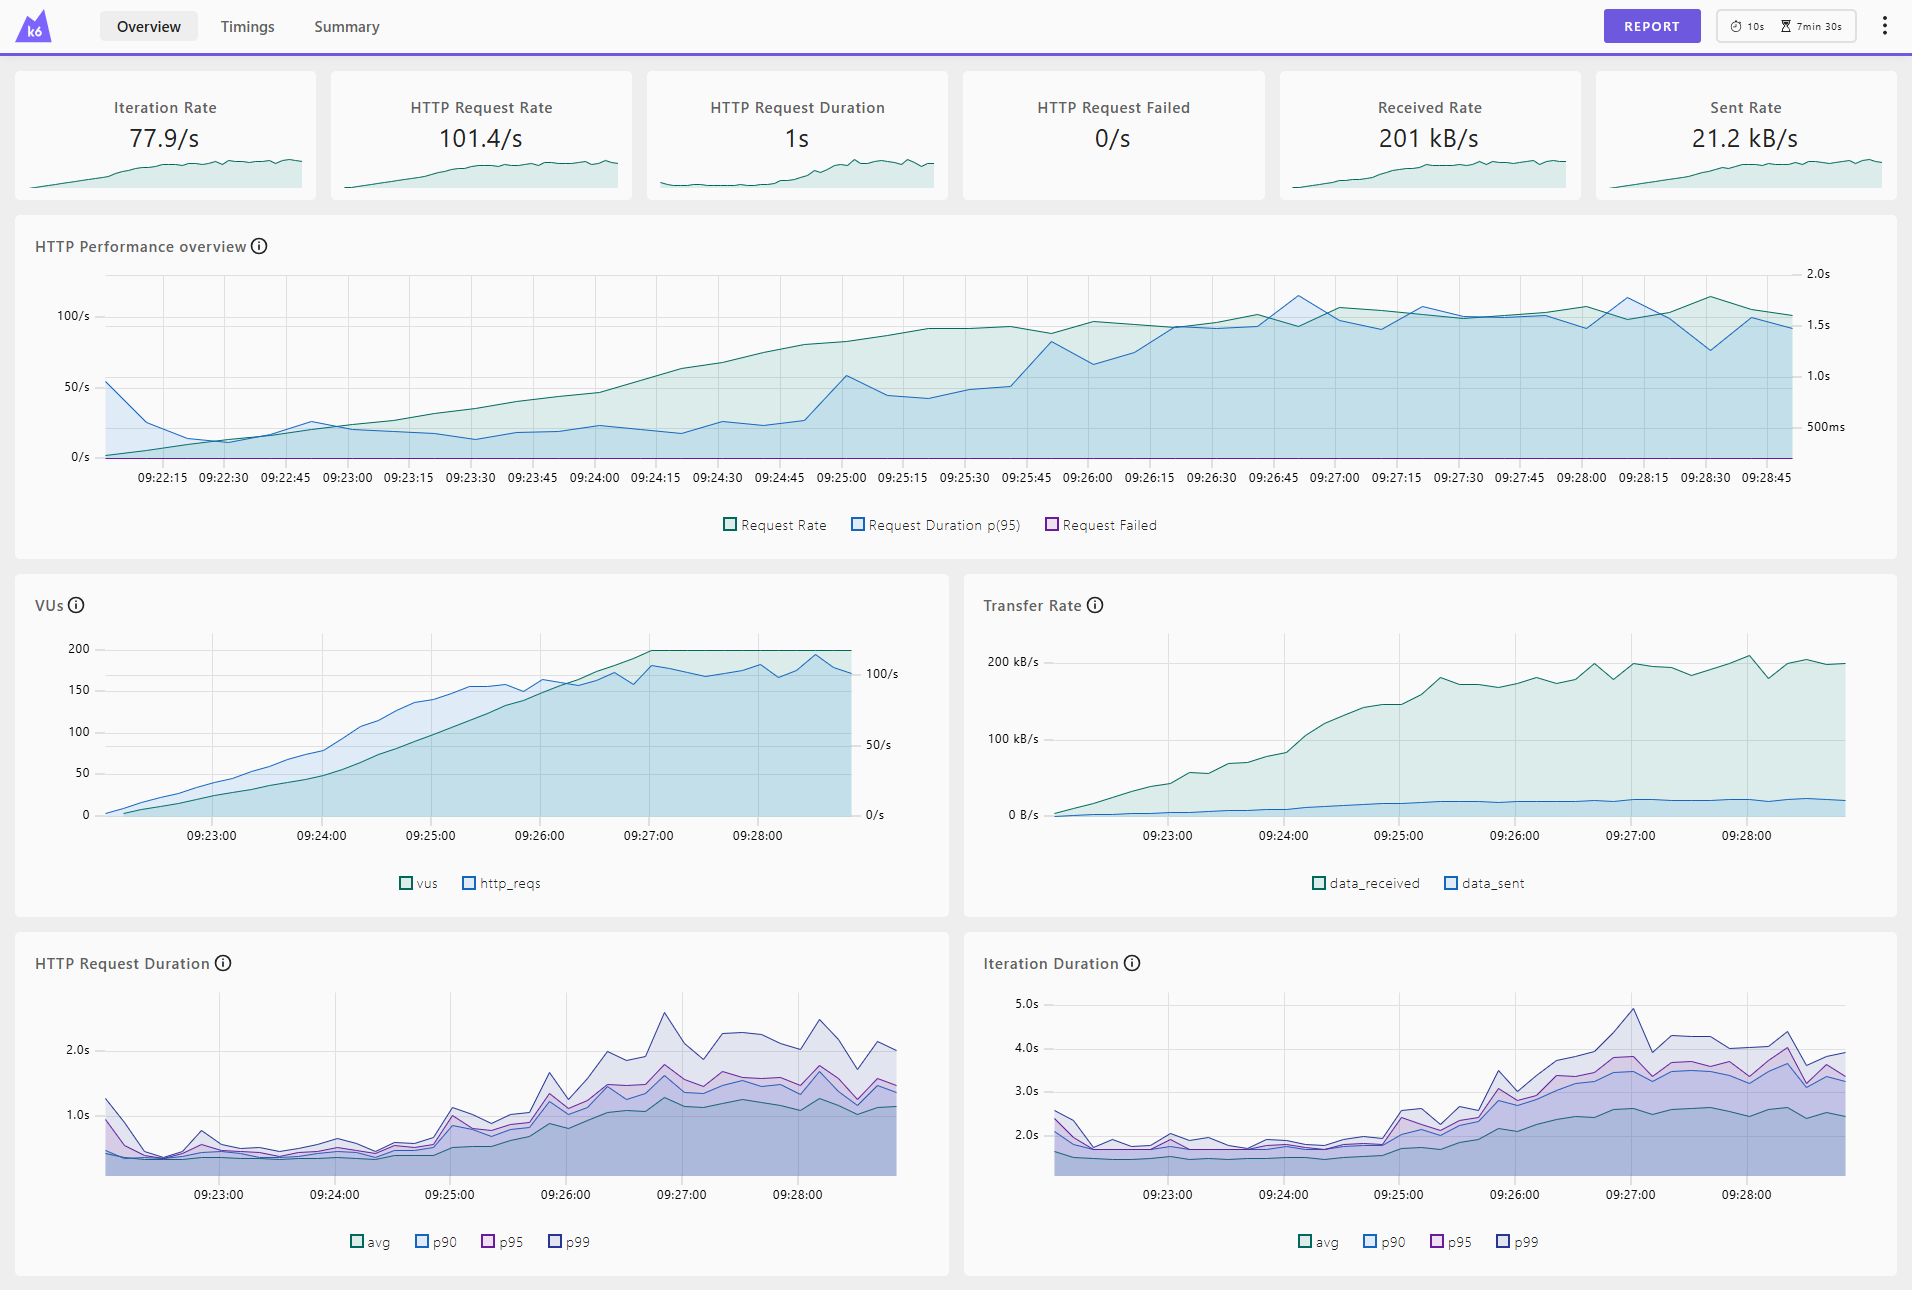 k6
Overview Timings Summary REPORT 10s 7min 30s
Iteration Rate
77.9/s
HTTP Request Rate
101.4/s
HTTP Request Duration
1s
HTTP Request Failed
0/s
Received Rate
201 kB/s
Sent Rate
21.2 kB/s
HTTP Performance overview
2.0s
100/s
1.5s
50/s
1.0s
0/s
500ms
09:22:15 09:22:30 09:22:45 09:23:00 09:23:15 09:23:30 09:23:45 09:24:00 09:24:15 09:24:30 09:24:45 09:25:00 09:25:15 09:25:30 09:25:45 09:26:00 09:26:15 09:26:30 09:26:45 09:27:00 09:27:15 09:27:30 09:27:45 09:28:00 09:28:15 09:28:30 09:28:45
Request Rate Request Duration p(95) Request Failed
VUs
200
150
100
50
0
100/s
50/s
0/s
09:23:00 09:24:00 09:25:00 09:26:00 09:27:00 09:28:00
vus http_reqs
Transfer Rate
200 kB/s
100 kB/s
0 B/s
09:23:00 09:24:00 09:25:00 09:26:00 09:27:00 09:28:00
data_received data_sent
HTTP Request Duration
2.0s
1.0s
09:23:00 09:24:00 09:25:00 09:26:00 09:27:00 09:28:00
avg p90 p95 p99
Iteration Duration
5.0s
4.0s
3.0s
2.0s
09:23:00 09:24:00 09:25:00 09:26:00 09:27:00 09:28:00
avg p90 p95 p99